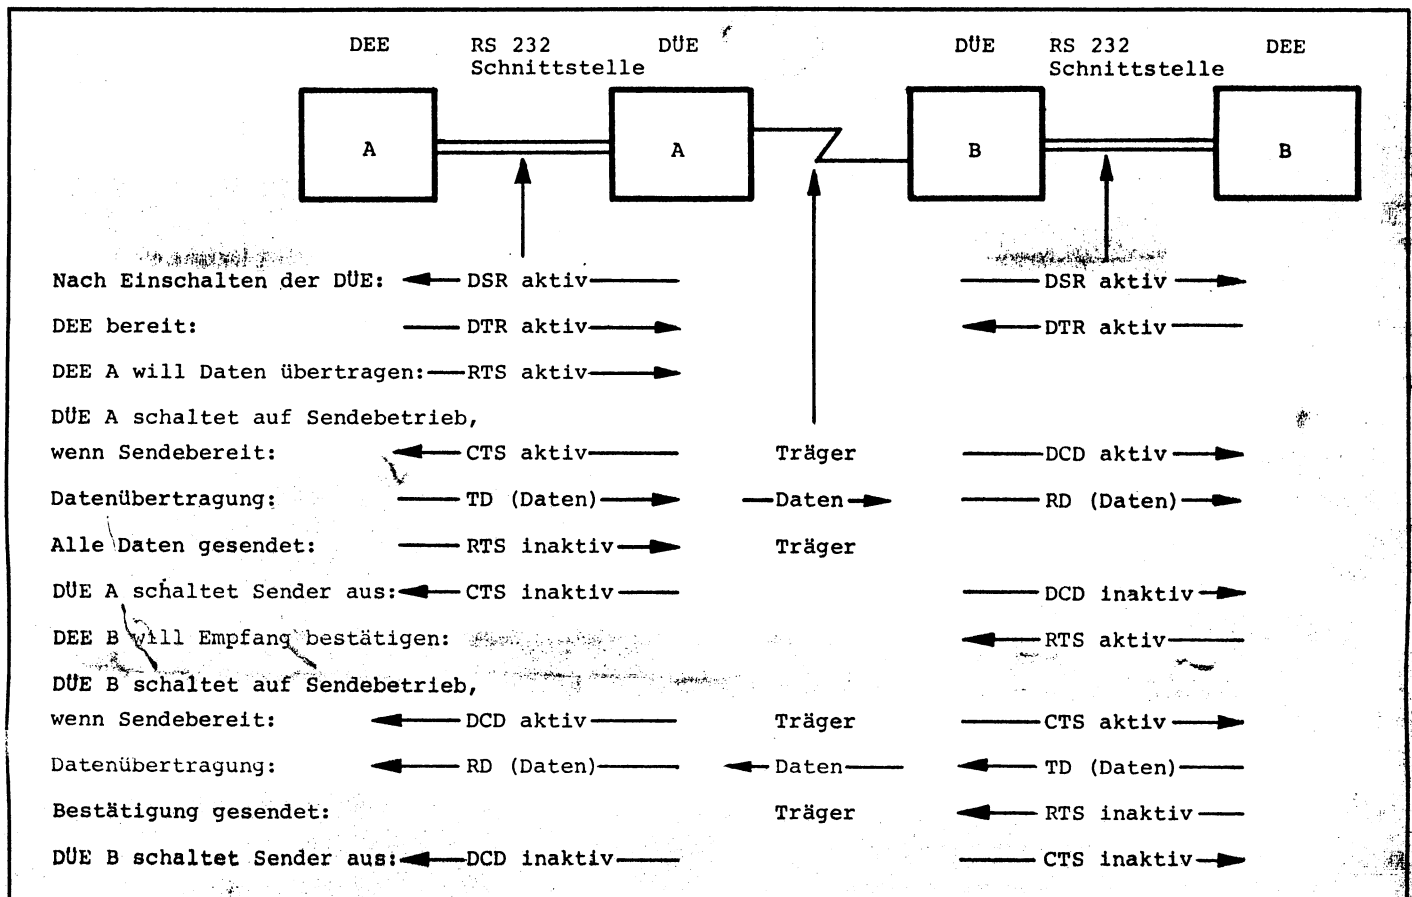 DEE RS 232 DÜE DÜE RS 232 DEE
Schnittstelle Schnittstelle
A A B B
Nach Einschalten der DÜE: DSR aktiv DSR aktiv
DEE bereit: DTR aktiv DTR aktiv
DEE A will Daten übertragen: RTS aktiv
DÜE A schaltet auf Sendebetrieb,
wenn Sendebereit: CTS aktiv Träger DCD aktiv
Datenübertragung: TD (Daten) Daten RD (Daten)
Alle Daten gesendet: RTS inaktiv Träger
DÜE A schaltet Sender aus: CTS inaktiv DCD inaktiv
DEE B will Empfang bestätigen: RTS aktiv
DÜE B schaltet auf Sendebetrieb,
wenn Sendebereit: DCD aktiv Träger CTS aktiv
Datenübertragung: RD (Daten) Daten TD (Daten)
Bestätigung gesendet: Träger RTS inaktiv
DÜE B schaltet Sender aus: DCD inaktiv CTS inaktiv